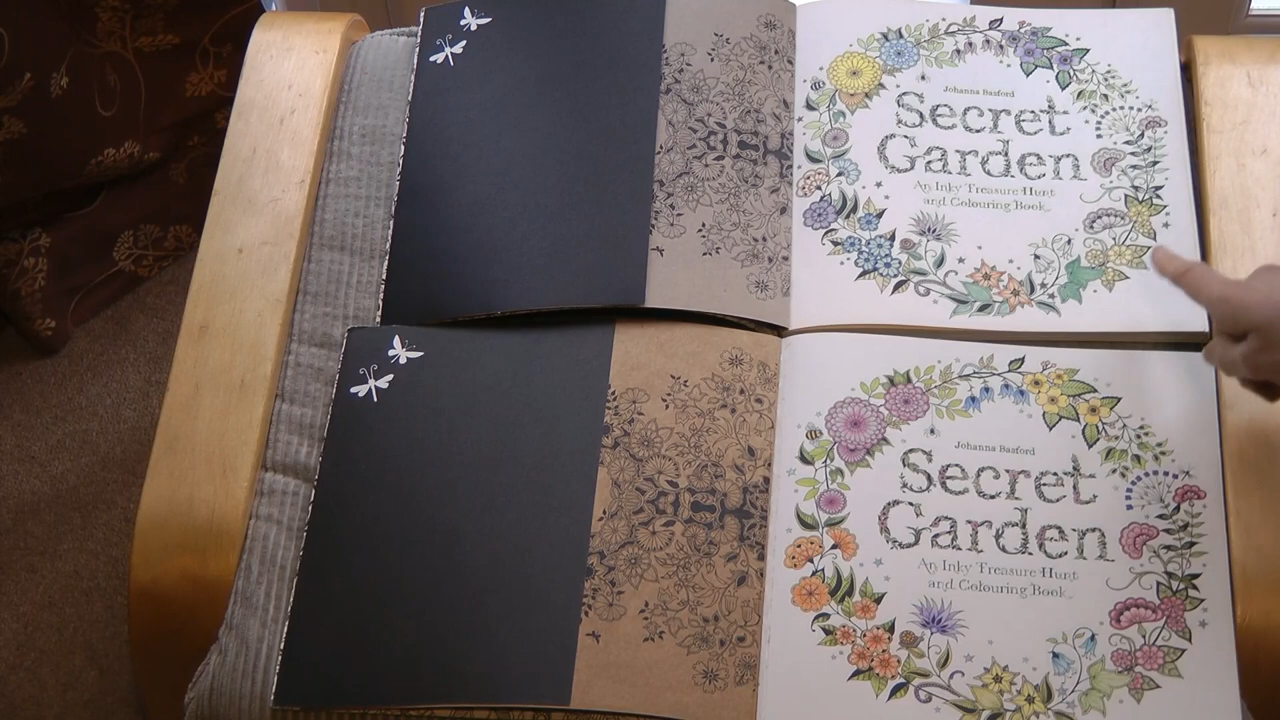 Johanna Basford
Secret
Garden
An Inky Treasure Hunt
and Colouring Book
Johanna Basford
Secret
Garden
An Inky Treasure Hunt
and Colouring Book